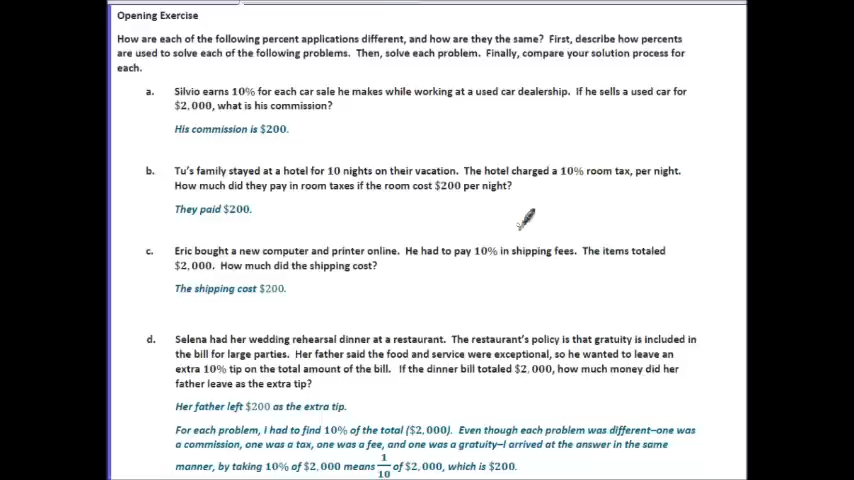 Opening Exercise
How are each of the following percent applications different, and how are they the same? First, describe how percents
are used to solve each of the following problems. Then, solve each problem. Finally, compare your solution process for
each.
a. Silvio earns 10% for each car sale he makes while working at a used car dealership. If he sells a used car for
$2,000, what is his commission?
His commission is $200.
b. Tu's family stayed at a hotel for 10 nights on their vacation. The hotel charged a 10% room tax, per night.
How much did they pay in room taxes if the room cost $200 per night?
They paid $200.
c. Eric bought a new computer and printer online. He had to pay 10% in shipping fees. The items totaled
$2,000. How much did the shipping cost?
The shipping cost $200.
d. Selena had her wedding rehearsal dinner at a restaurant. The restaurant's policy is that gratuity is included in
the bill for large parties. Her father said the food and service were exceptional, so he wanted to leave an
extra 10% tip on the total amount of the bill. If the dinner bill totaled $2,000, how much money did her
father leave as the extra tip?
Her father left $200 as the extra tip.
For each problem, I had to find 10% of the total ($2,000). Even though each problem was different—one was
a commission, one was a tax, one was a fee, and one was a gratuity—I arrived at the answer in the same
manner, by taking 10% of $2,000 means 1/10 of $2,000, which is $200.